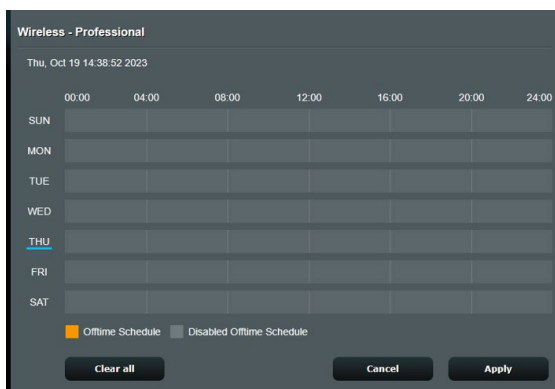 Wireless - Professional
Thu, Oct 19 14:38:52 2023
00:00 04:00 08:00 12:00 16:00 20:00 24:00
SUN
MON
TUE
WED
THU
FRI
SAT
Offtime Schedule Disabled Offtime Schedule
Clear all Cancel Apply